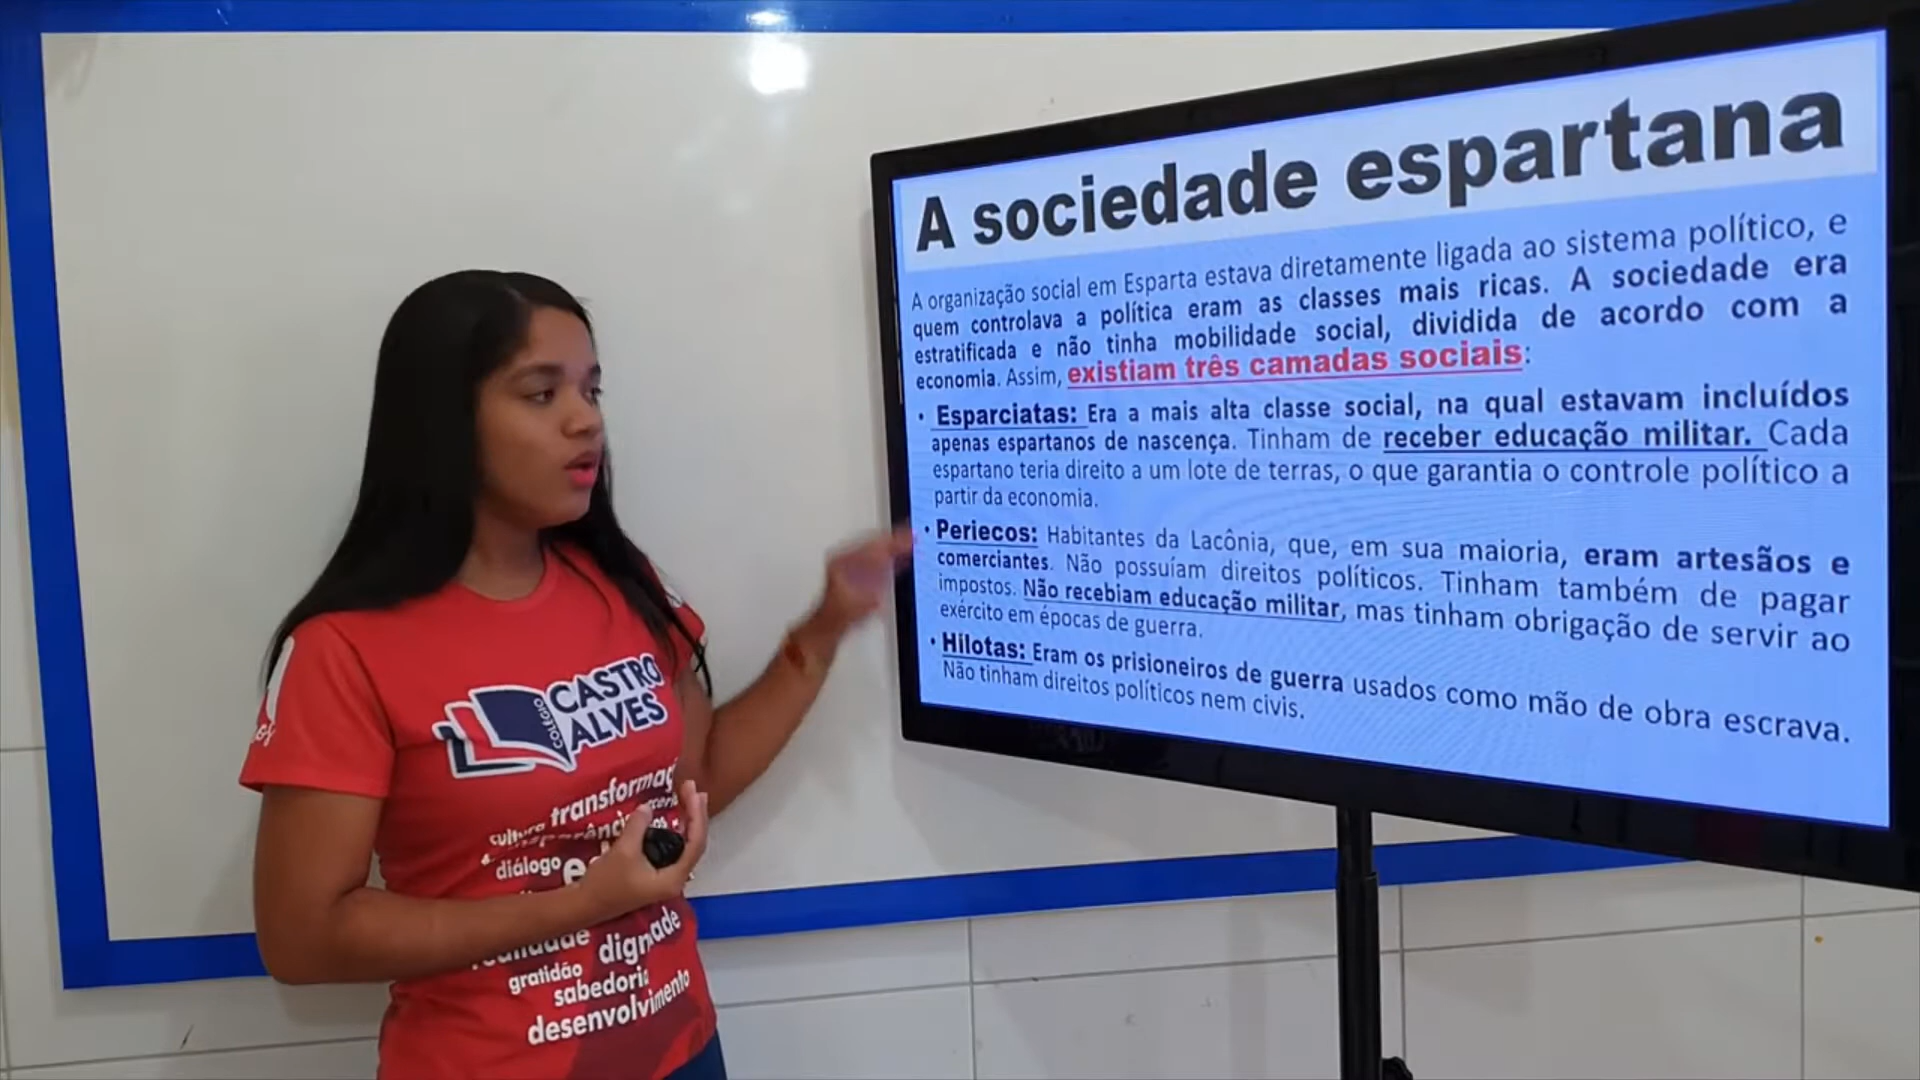 A sociedade espartana
A organização social em Esparta estava diretamente ligada ao sistema político, e
quem controlava a política eram as classes mais ricas. A sociedade era
estratificada e não tinha mobilidade social, dividida de acordo com a
economia. Assim, existiam três camadas sociais:
• Esparciatas: Era a mais alta classe social, na qual estavam incluídos
apenas espartanos de nascença. Tinham de receber educação militar. Cada
espartano teria direito a um lote de terras, o que garantia o controle político a
partir da economia.
• Periecos: Habitantes da Lacônia, que, em sua maioria, eram artesãos e
comerciantes. Não possuíam direitos políticos. Tinham também de pagar
impostos. Não recebiam educação militar, mas tinham obrigação de servir ao
exército em épocas de guerra.
• Hilotas: Eram os prisioneiros de guerra usados como mão de obra escrava.
Não tinham direitos políticos nem civis.
COLÉGIO
CASTRO
ALVES
transformaç
cultura
diálogo
dignidade
gratidão
sabedoria
desenvolvimento